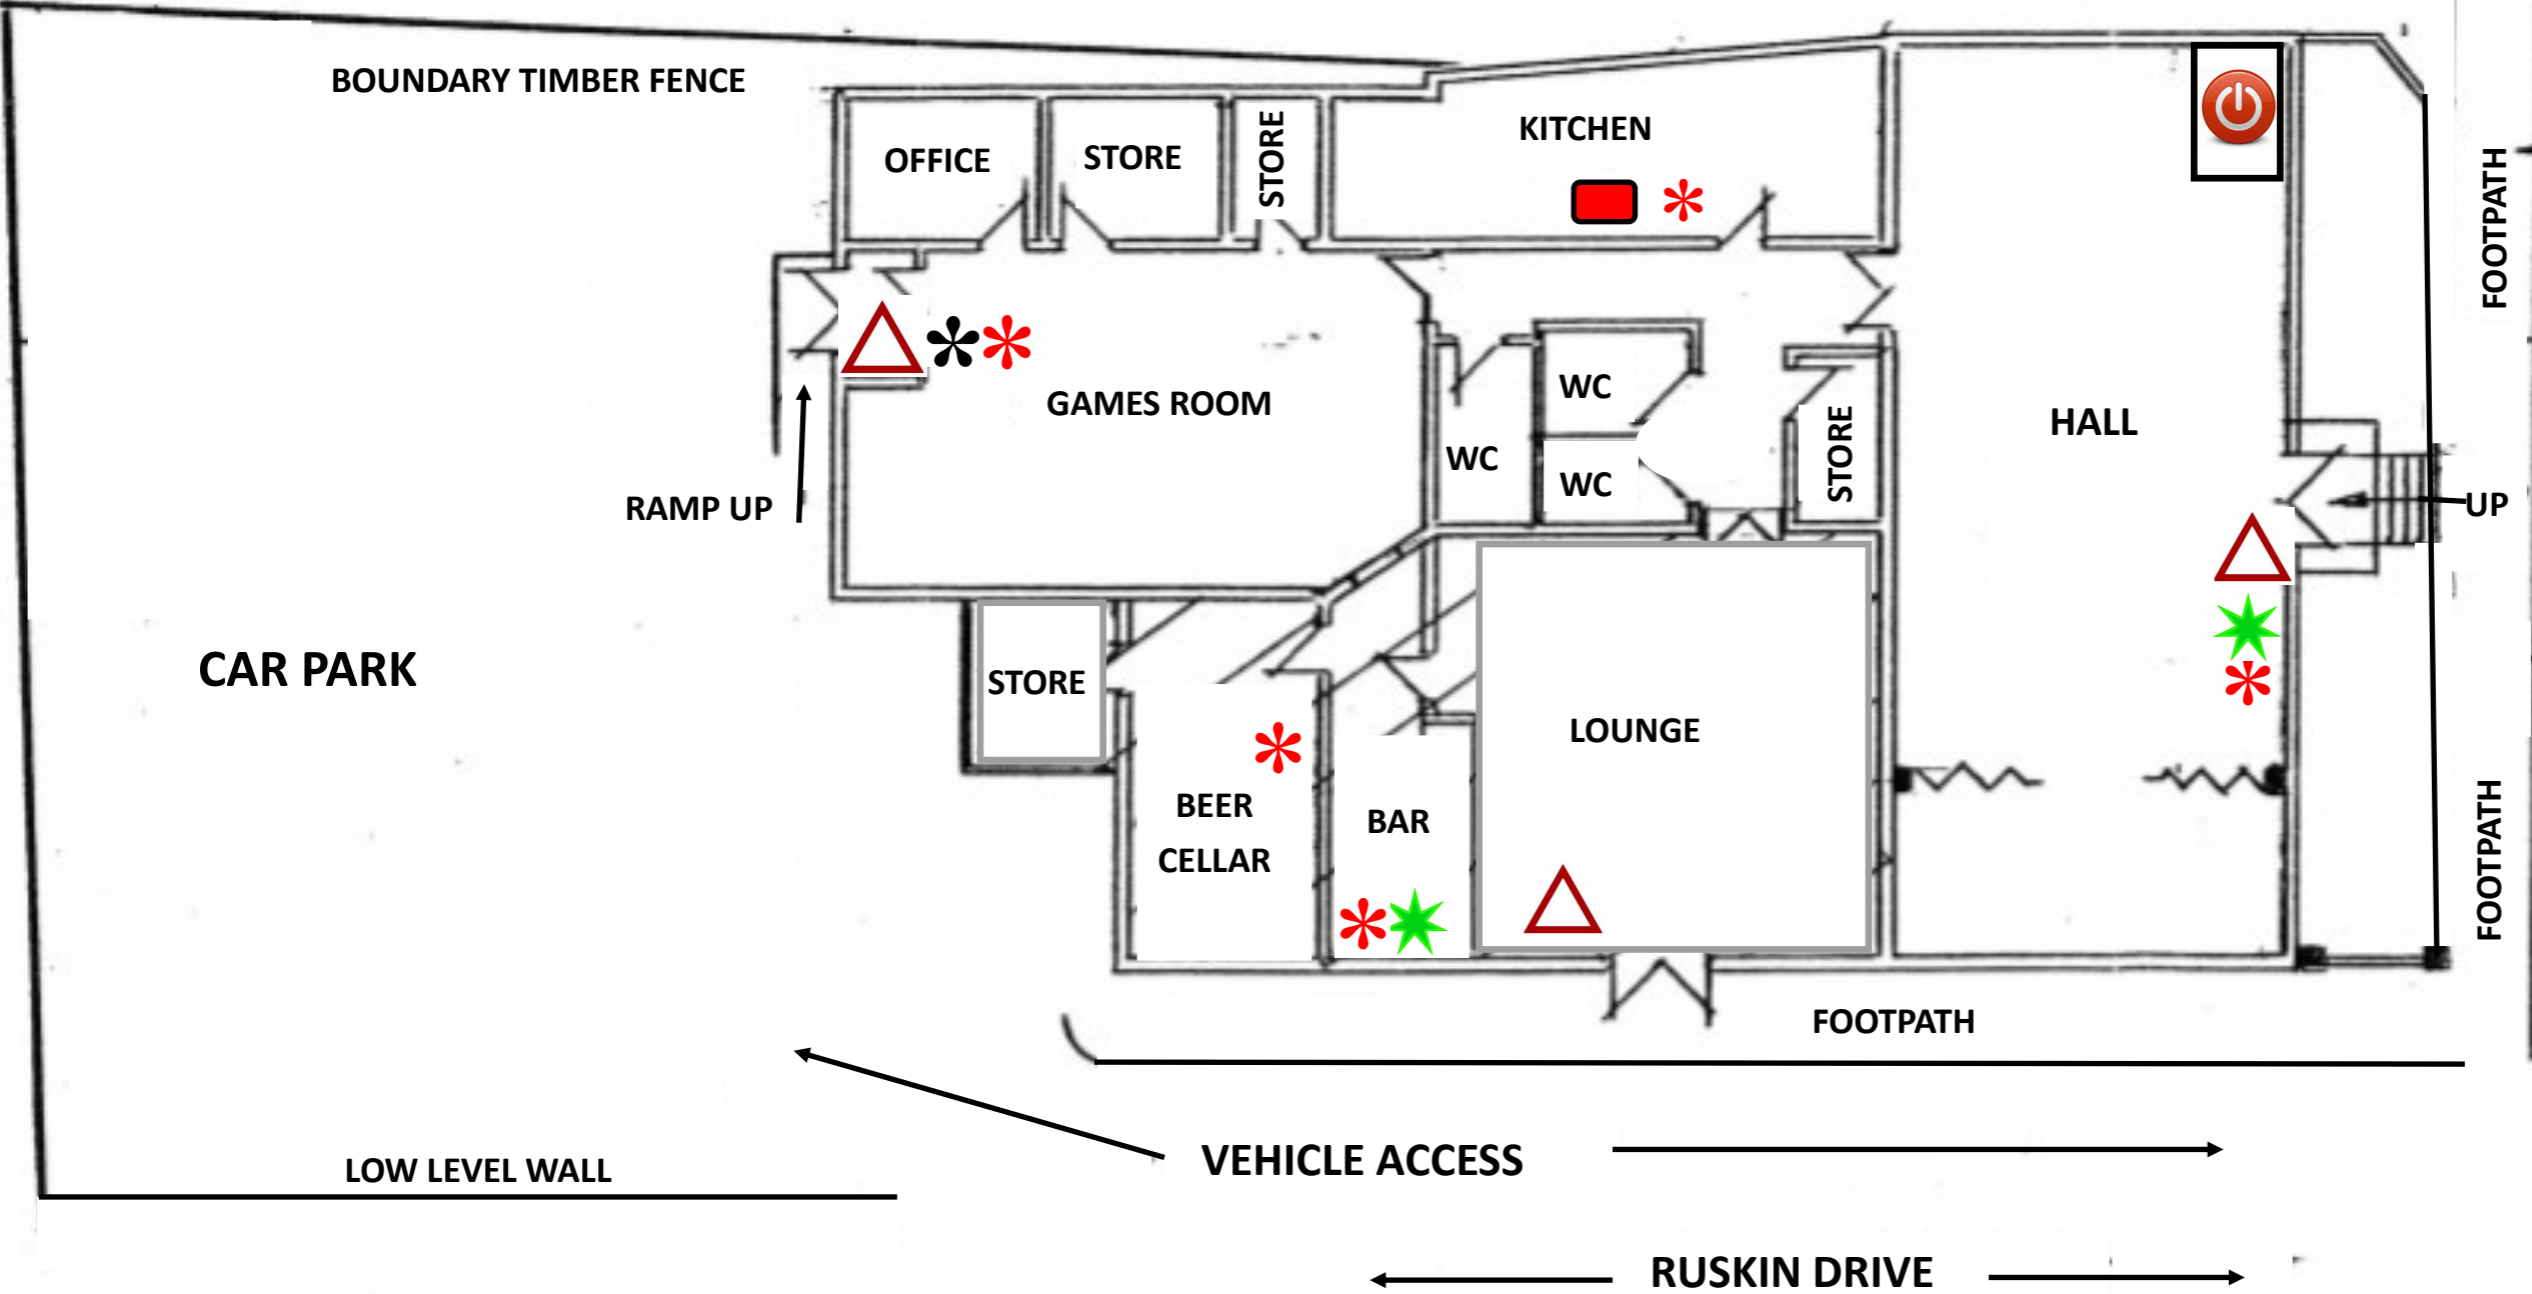 BOUNDARY TIMBER FENCE
OFFICE
STORE
STORE
KITCHEN
FOOTPATH
GAMES ROOM
WC
WC
WC
STORE
HALL
RAMP UP
UP
CAR PARK
STORE
LOUNGE
BEER
CELLAR
BAR
FOOTPATH
FOOTPATH
VEHICLE ACCESS
LOW LEVEL WALL
RUSKIN DRIVE